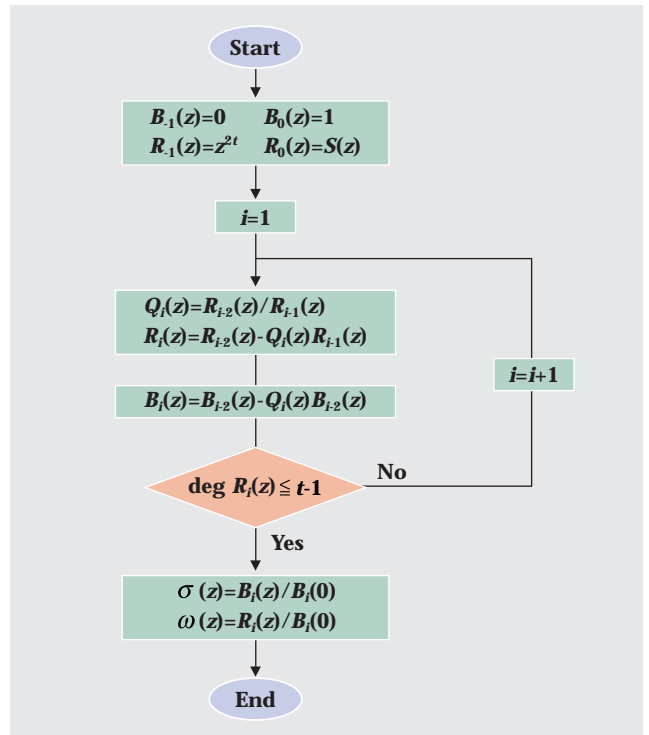 Start
B₋₁(z)=0 B₀(z)=1
R₋₁(z)=z²ᵗ R₀(z)=S(z)
i=1
Qᵢ(z)=Rᵢ₋₂(z)/Rᵢ₋₁(z)
Rᵢ(z)=Rᵢ₋₂(z)-Qᵢ(z)Rᵢ₋₁(z)
i=i+1
Bᵢ(z)=Bᵢ₋₂(z)-Qᵢ(z)Bᵢ₋₂(z)
deg Rᵢ(z)≦t-1
No
Yes
σ(z)=Bᵢ(z)/Bᵢ(0)
ω(z)=Rᵢ(z)/Bᵢ(0)
End